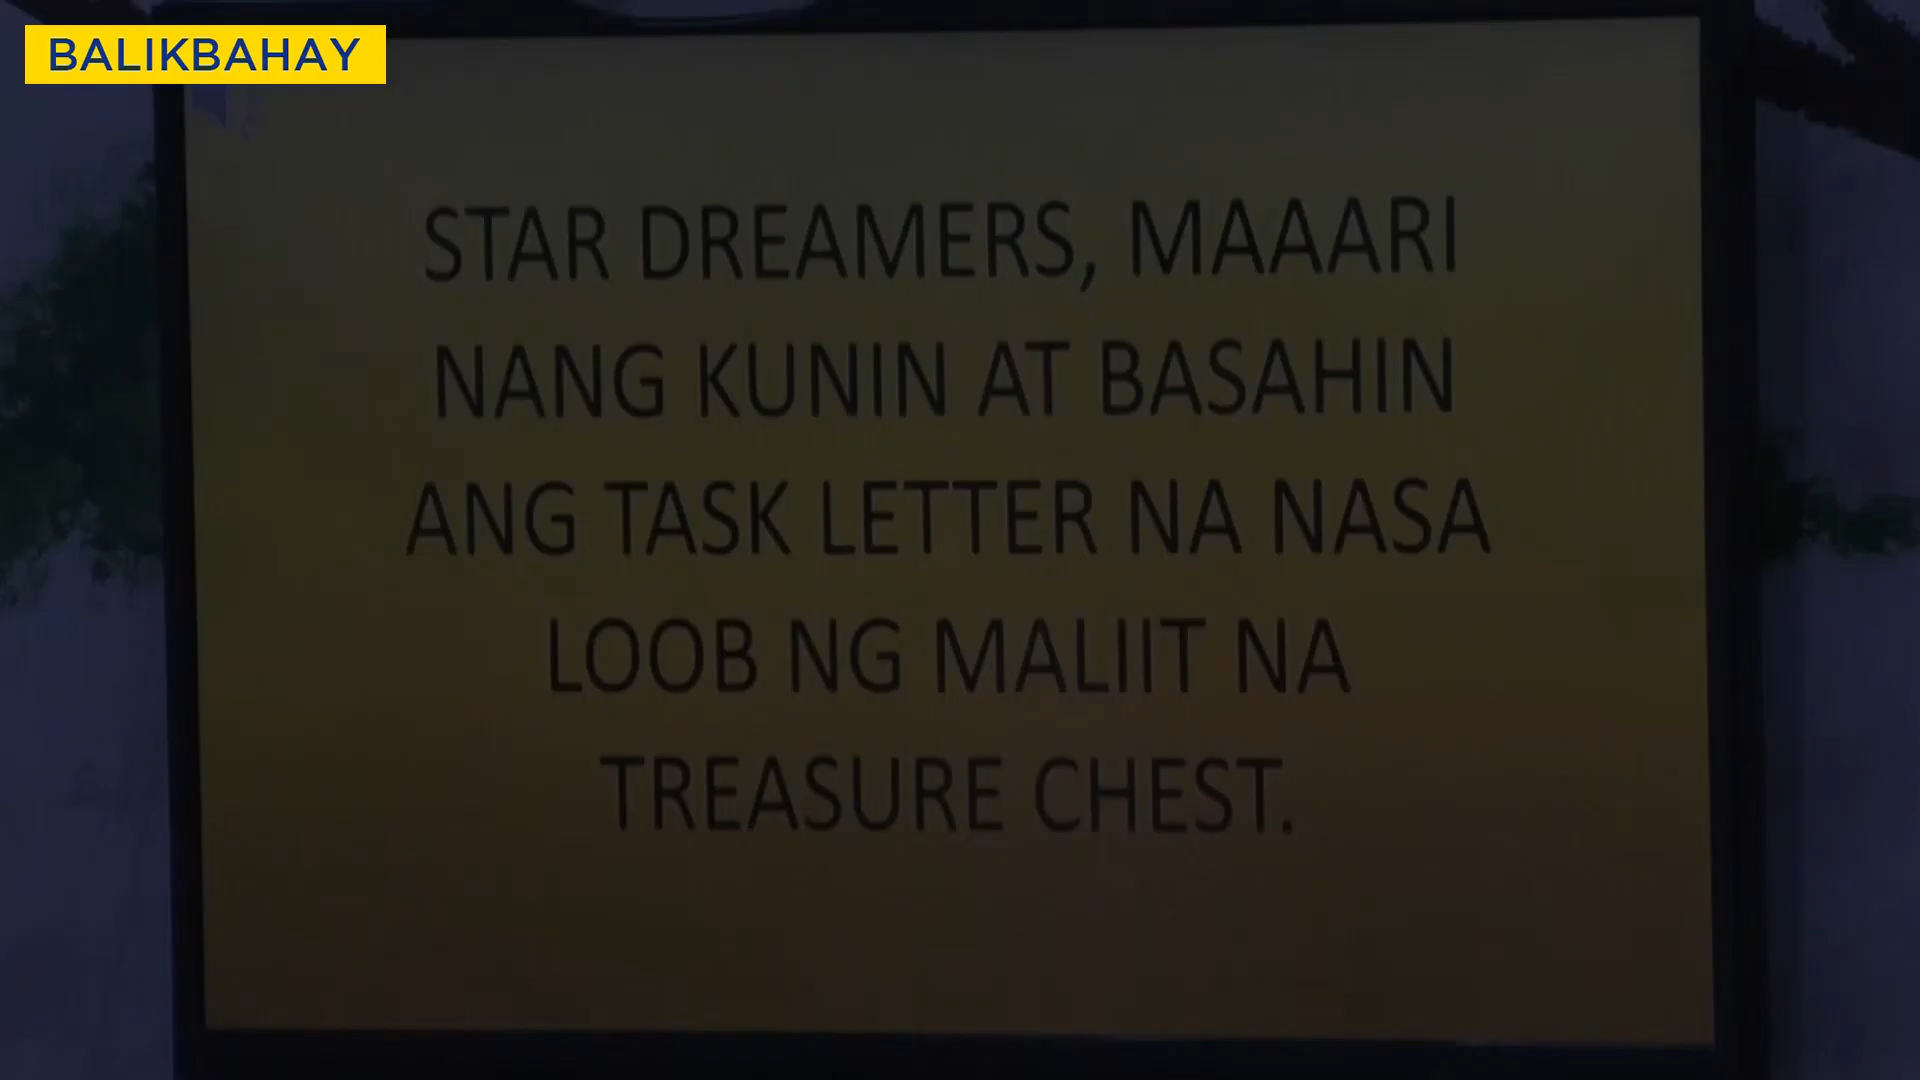 BALIKBAHAY
STAR DREAMERS, MAAARI
NANG KUNIN AT BASAHIN
ANG TASK LETTER NA NASA
LOOB NG MALIIT NA
TREASURE CHEST.